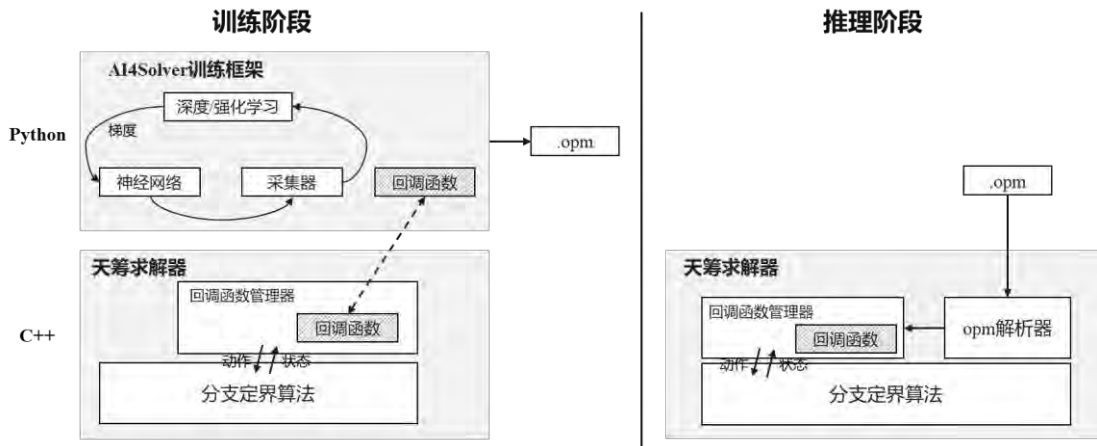 训练阶段
推理阶段
AI4Solver训练框架
深度/强化学习
梯度
Python
.opm
神经网络
采集器
回调函数
.opm
天筹求解器
天筹求解器
回调函数管理器
回调函数
回调函数管理器
回调函数
opm解析器
C++
动作
状态
动作
状态
分支定界算法
分支定界算法